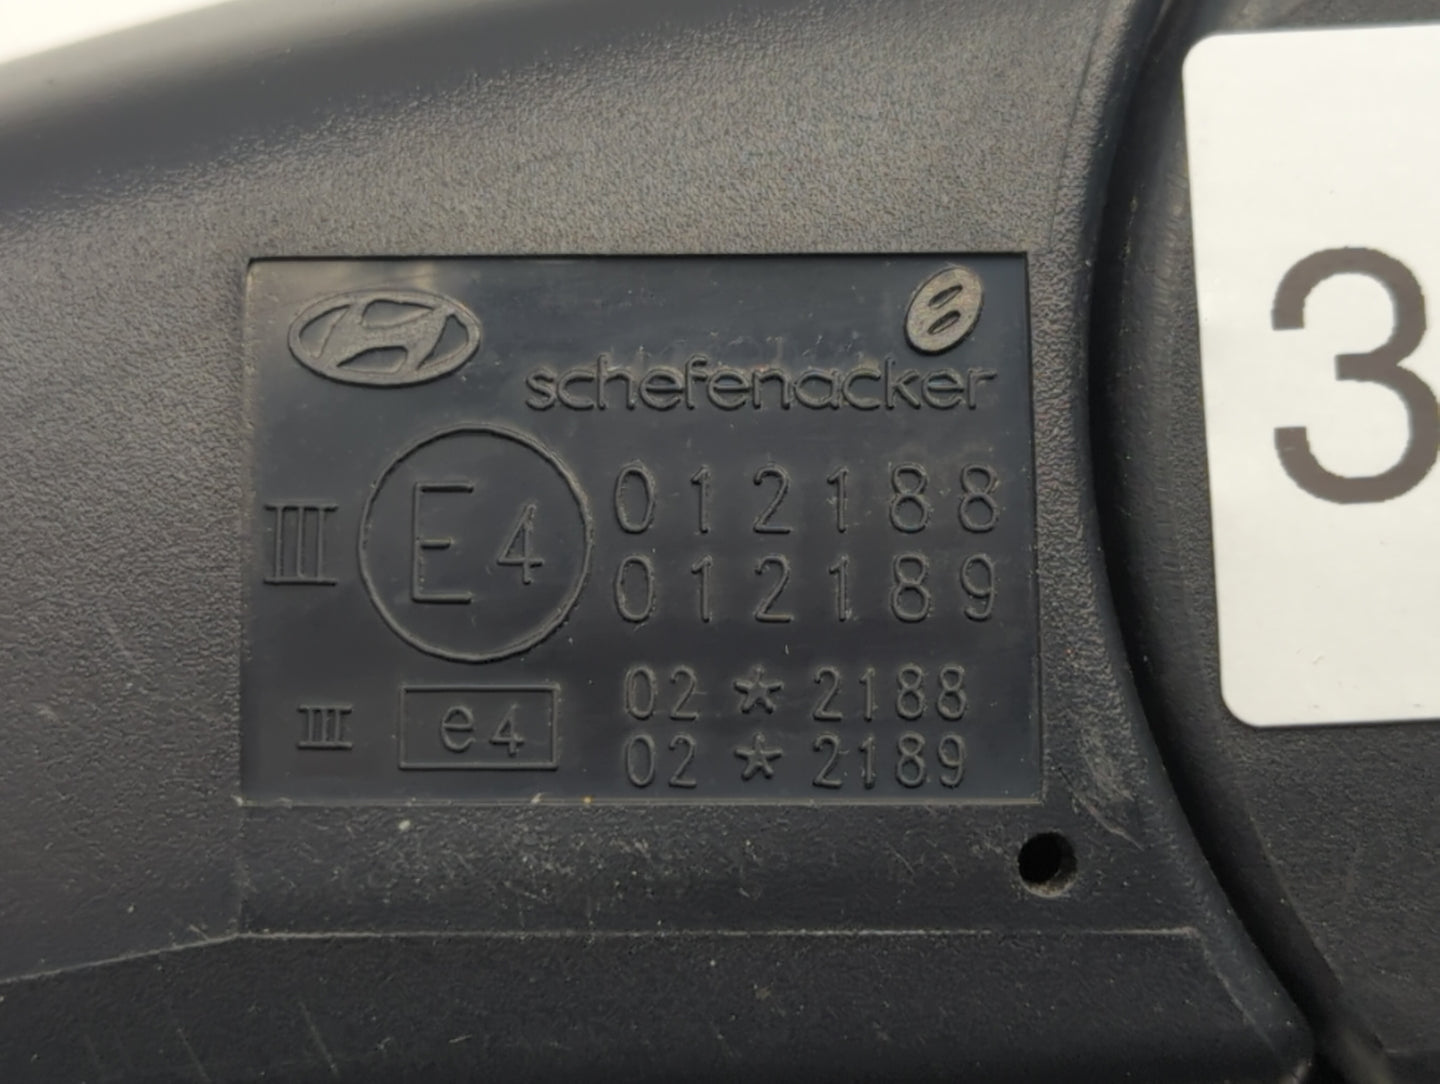 schefenacker
III E4 012188
012189
III e4 02 * 2188
02 * 2189
3